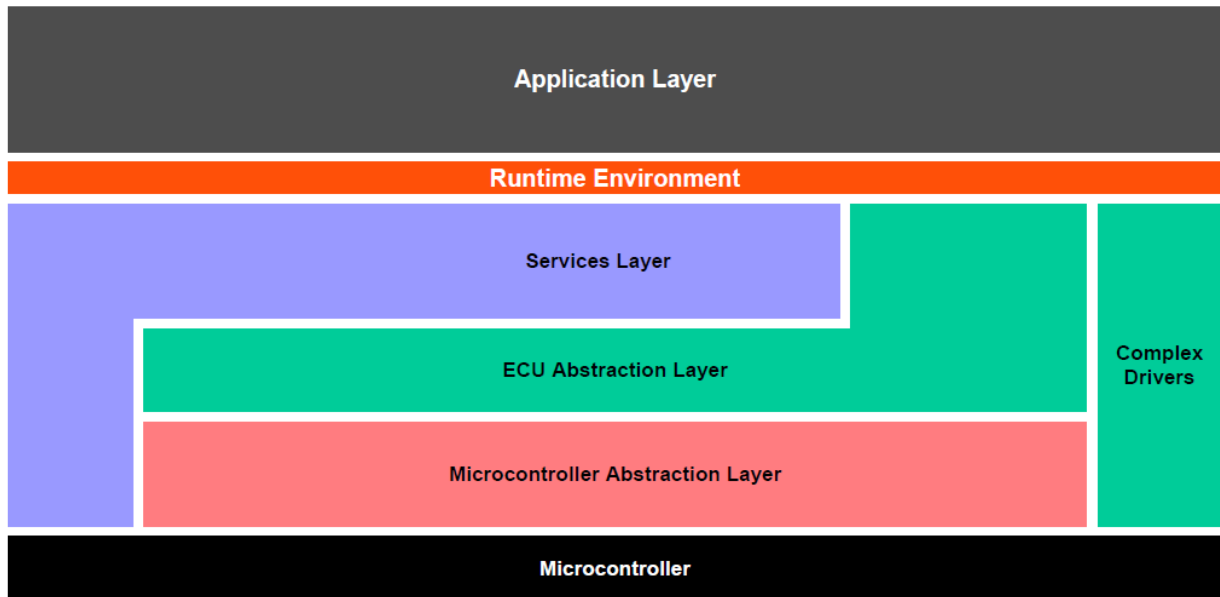 Application Layer
Runtime Environment
Services Layer
ECU Abstraction Layer
Complex
Drivers
Microcontroller Abstraction Layer
Microcontroller